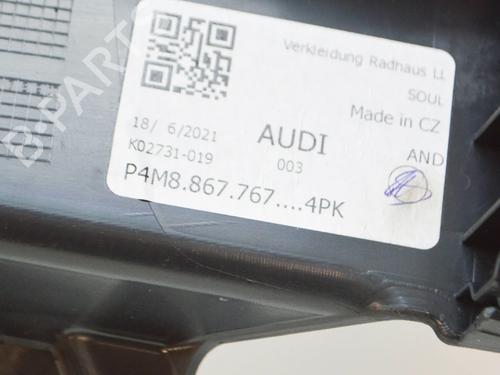 Verkleidung Radhaus LL
SOUL
Made in CZ
18/ 6/2021
AUDI
AND
K02731-019
003
P4M8.867.767....4PK
B-PARTS